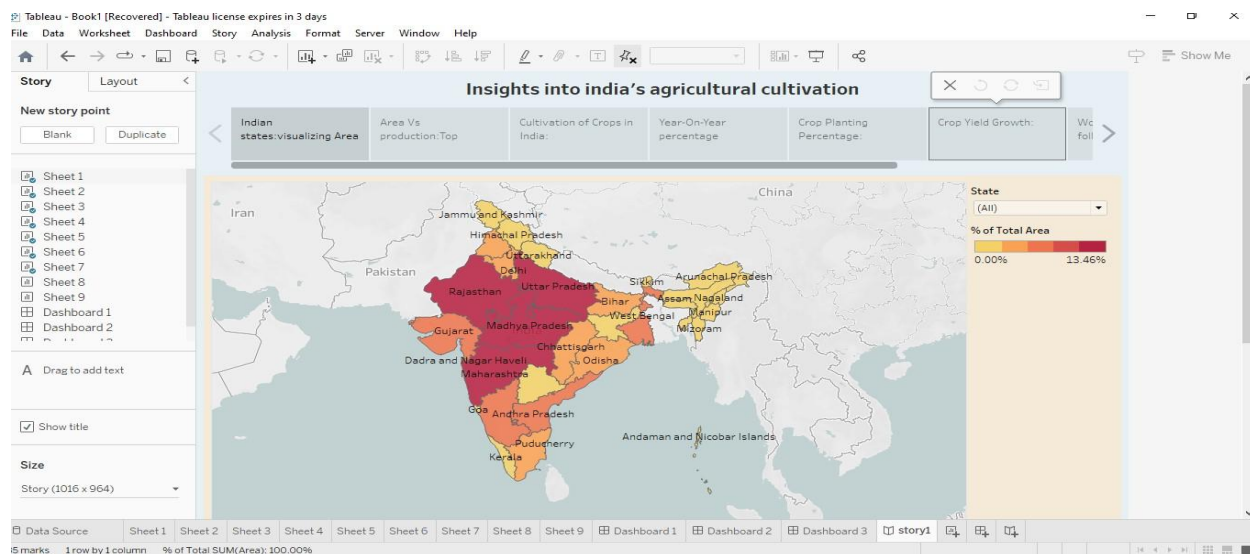 Tableau - Book1 [Recovered] - Tableau license expires in 3 days
File Data Worksheet Dashboard Story Analysis Format Server Window Help
Show Me
Story Layout
New story point
Blank Duplicate
Sheet 1
Sheet 2
Sheet 3
Sheet 4
Sheet 5
Sheet 6
Sheet 7
Sheet 8
Sheet 9
Dashboard 1
Dashboard 2
A Drag to add text
Show title
Size
Story (1016 x 964)
Insights into india's agricultural cultivation
Indian
states:visualizing Area
Area Vs
production:Top
Cultivation of Crops in
India:
Year-On-Year
percentage
Crop Planting
Percentage:
Crop Yield Growth:
Iran
China
Pakistan
Jammu and Kashmir
Himachal Pradesh
Uttarakhand
Delhi
Rajasthan
Uttar Pradesh
Sikkim
Arunachal Pradesh
Bihar
Assam
Nagaland
Manipur
West Bengal
Mizoram
Gujarat
Madhya Pradesh
Chhattisgarh
Dadra and Nagar Haveli
Odisha
Maharashtra
Goa
Andhra Pradesh
Andaman and Nicobar Islands
Puducherry
Kerala
State
(All)
% of Total Area
0.00% 13.46%
Data Source Sheet 1 Sheet 2 Sheet 3 Sheet 4 Sheet 5 Sheet 6 Sheet 7 Sheet 8 Sheet 9 Dashboard 1 Dashboard 2 Dashboard 3 story1
marks 1 row by 1 column % of Total SUM(Area): 100.00%